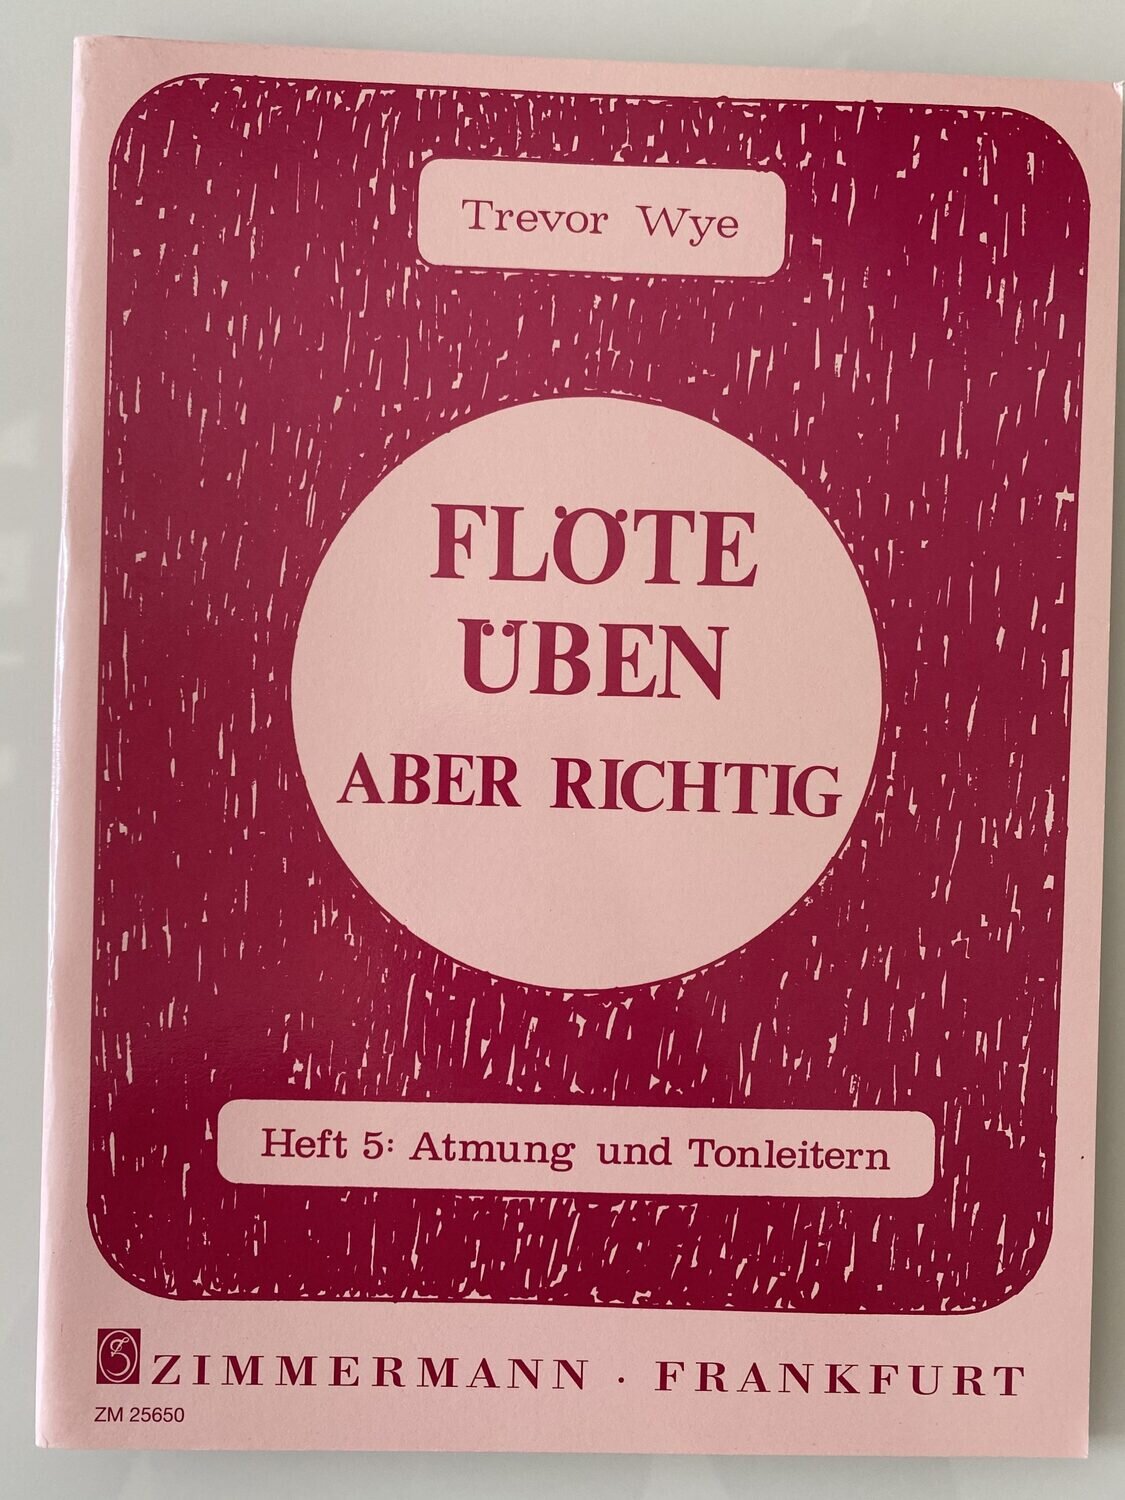 Trevor Wye
FLÖTE
ÜBEN
ABER RICHTIG
Heft 5: Atmung und Tonleitern
ZIMMERMANN · FRANKFURT
ZM 25650